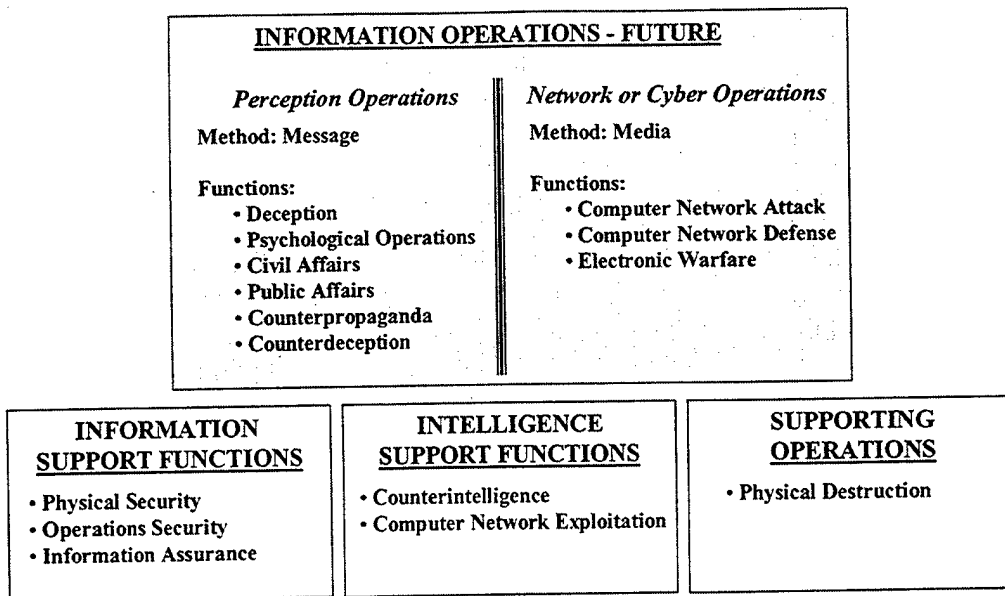 INFORMATION OPERATIONS - FUTURE
Perception Operations
Method: Message
Functions:
• Deception
• Psychological Operations
• Civil Affairs
• Public Affairs
• Counterpropaganda
• Counterdeception
Network or Cyber Operations
Method: Media
Functions:
• Computer Network Attack
• Computer Network Defense
• Electronic Warfare
INFORMATION
SUPPORT FUNCTIONS
• Physical Security
• Operations Security
• Information Assurance
INTELLIGENCE
SUPPORT FUNCTIONS
• Counterintelligence
• Computer Network Exploitation
SUPPORTING
OPERATIONS
• Physical Destruction